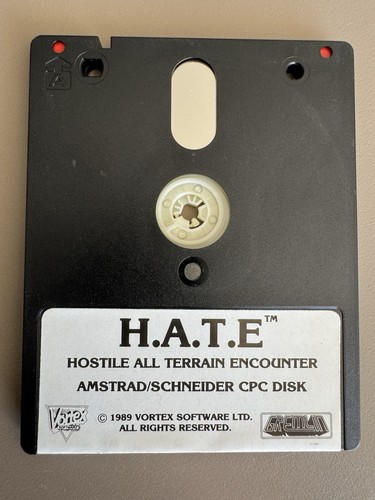 H.A.T.E™
HOSTILE ALL TERRAIN ENCOUNTER
AMSTRAD/SCHNEIDER CPC DISK
Vortex
© 1989 VORTEX SOFTWARE LTD.
ALL RIGHTS RESERVED.
GREMLIN